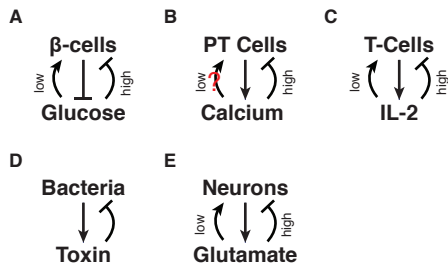 A
β-cells
low
high
Glucose
B
PT Cells
low
?
high
Calcium
C
T-Cells
low
high
IL-2
D
Bacteria
Toxin
E
Neurons
low
high
Glutamate